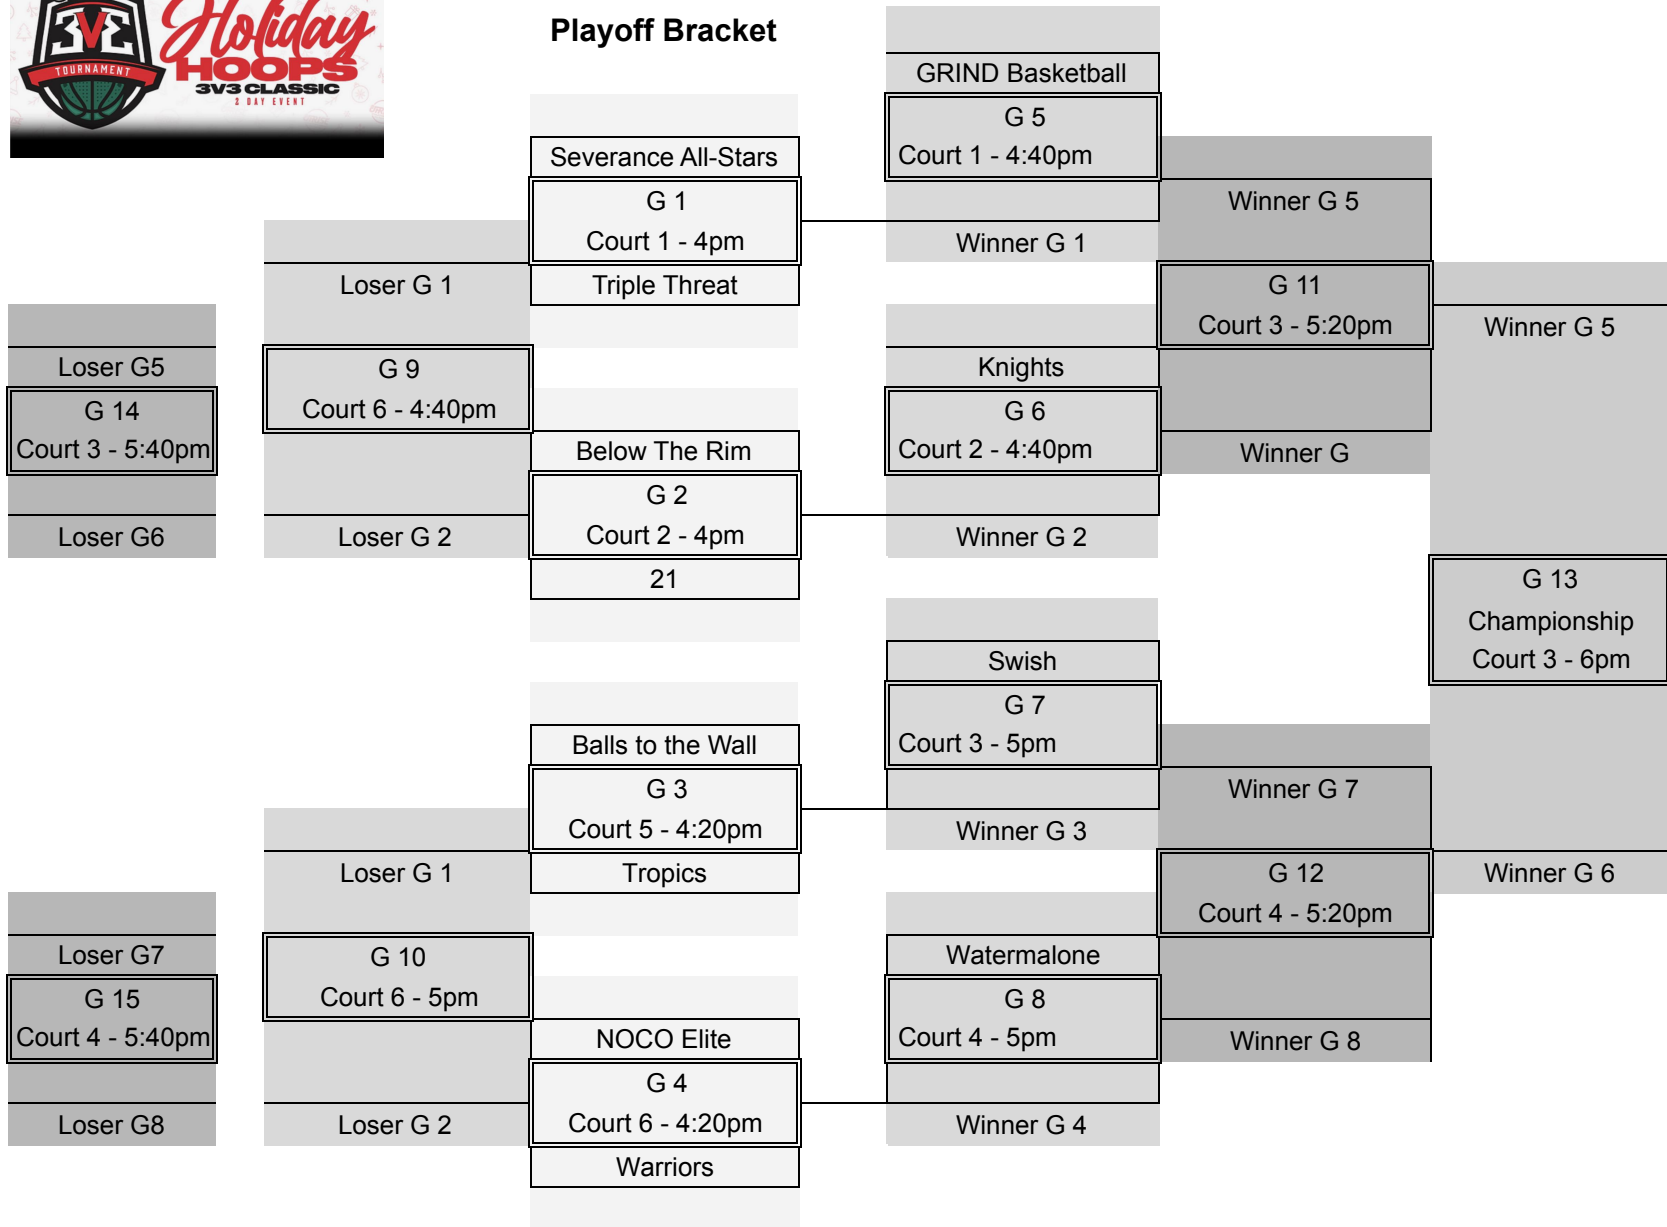 3V3
TOURNAMENT
Holiday
HOOPS
3V3 CLASSIC
2 DAY EVENT
Playoff Bracket
GRIND Basketball
G 5
Court 1 - 4:40pm
Winner G 1
Severance All-Stars
G 1
Court 1 - 4pm
Triple Threat
Winner G 5
G 11
Court 3 - 5:20pm
Winner G
Loser G 1
G 9
Court 6 - 4:40pm
Loser G 2
Loser G5
G 14
Court 3 - 5:40pm
Loser G6
Knights
G 6
Court 2 - 4:40pm
Winner G 2
Below The Rim
G 2
Court 2 - 4pm
21
Winner G 5
G 13
Championship
Court 3 - 6pm
Winner G 6
Swish
G 7
Court 3 - 5pm
Winner G 3
Balls to the Wall
G 3
Court 5 - 4:20pm
Tropics
Winner G 7
G 12
Court 4 - 5:20pm
Winner G 8
Loser G 1
G 10
Court 6 - 5pm
Loser G 2
Loser G7
G 15
Court 4 - 5:40pm
Loser G8
Watermalone
G 8
Court 4 - 5pm
Winner G 4
NOCO Elite
G 4
Court 6 - 4:20pm
Warriors